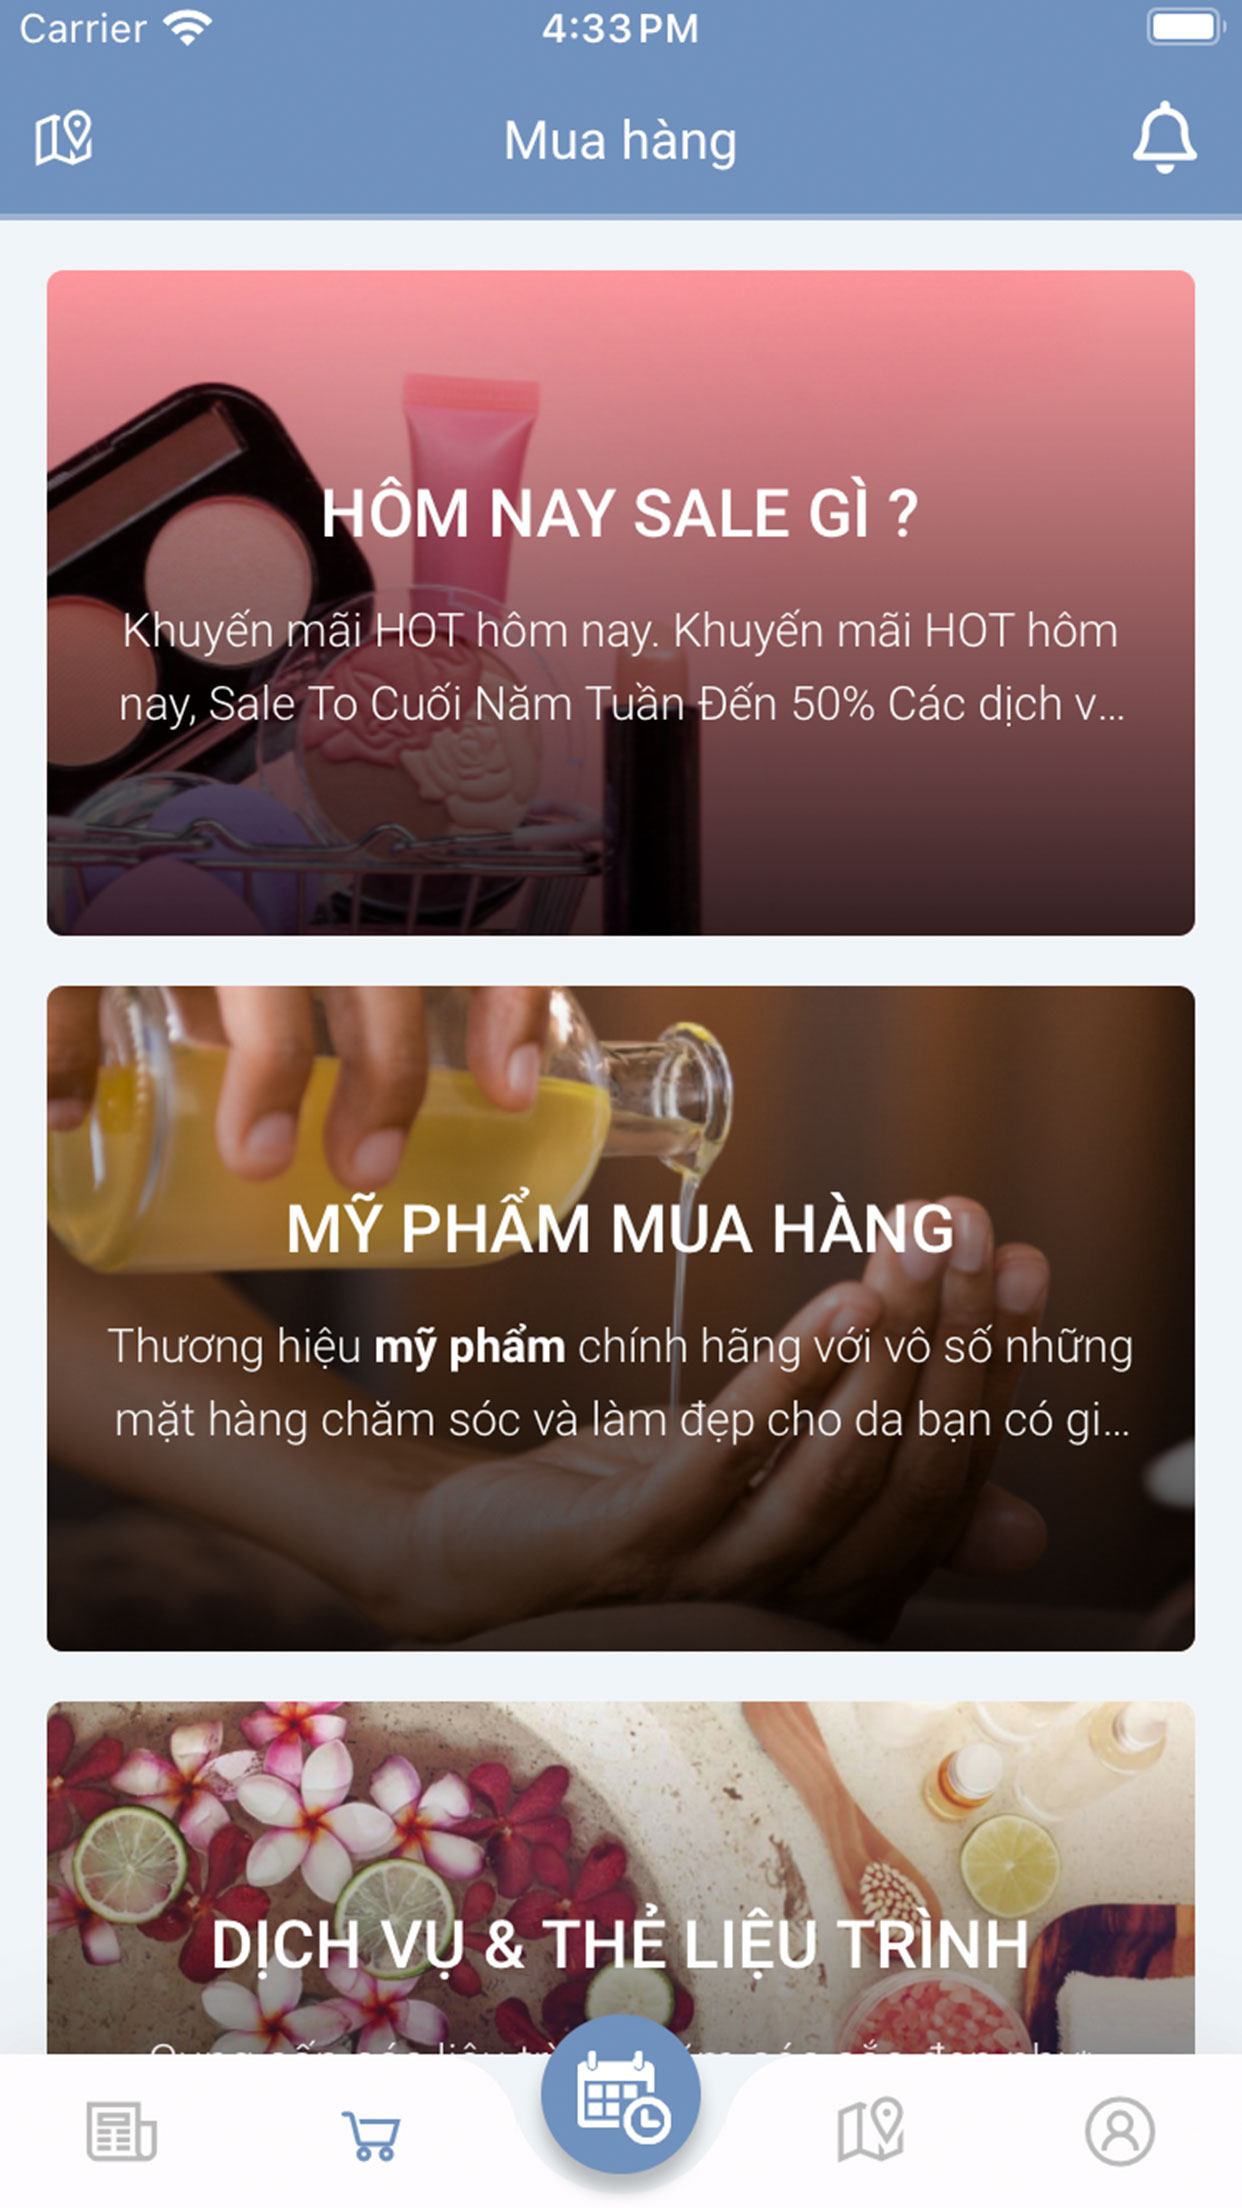 Carrier
4:33 PM
Mua hàng
HÔM NAY SALE GÌ ?
Khuyến mãi HOT hôm nay. Khuyến mãi HOT hôm
nay, Sale To Cuối Năm Tuần Đến 50% Các dịch v...
MỸ PHẨM MUA HÀNG
Thương hiệu mỹ phẩm chính hãng với vô số những
mặt hàng chăm sóc và làm đẹp cho da bạn có gi...
DỊCH VỤ & THẺ LIỆU TRÌNH